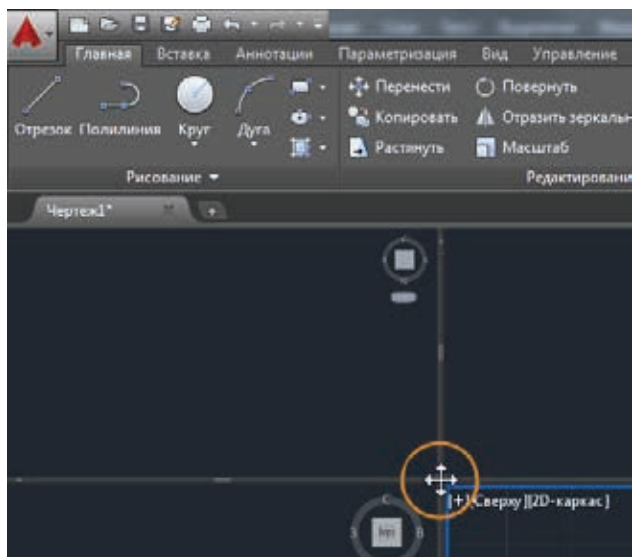 Главная Вставка Аннотации Параметризация Вид Управление
Перенести Повернуть
Отрезок Полилиния Круг Дуга Копировать Отразить зеркальн
Растянуть Масштаб
Рисование Редактировани
Чертеж1*
[+][Сверху][2D-каркас]
С
В